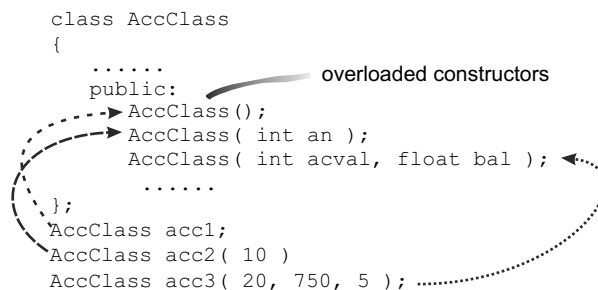 class AccClass
{
......
public:
overloaded constructors
AccClass();
AccClass( int an );
AccClass( int acval, float bal );
......
};
AccClass acc1;
AccClass acc2( 10 )
AccClass acc3( 20, 750, 5 );